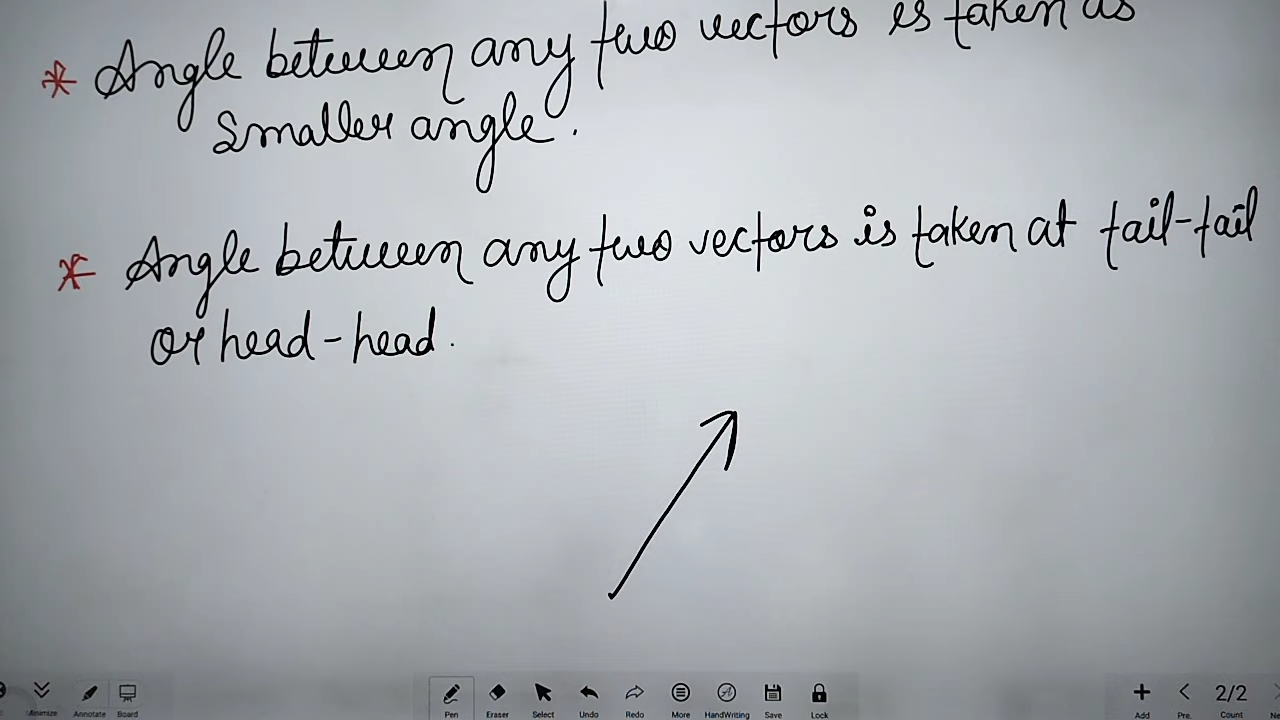 * Angle between any two vectors is taken as
smaller angle.
* Angle between any two vectors is taken at tail-tail
or head-head.
Minimize Annotate Board Pen Eraser Select Undo Redo More HandWriting Save Lock Add Pre. 2/2 Count